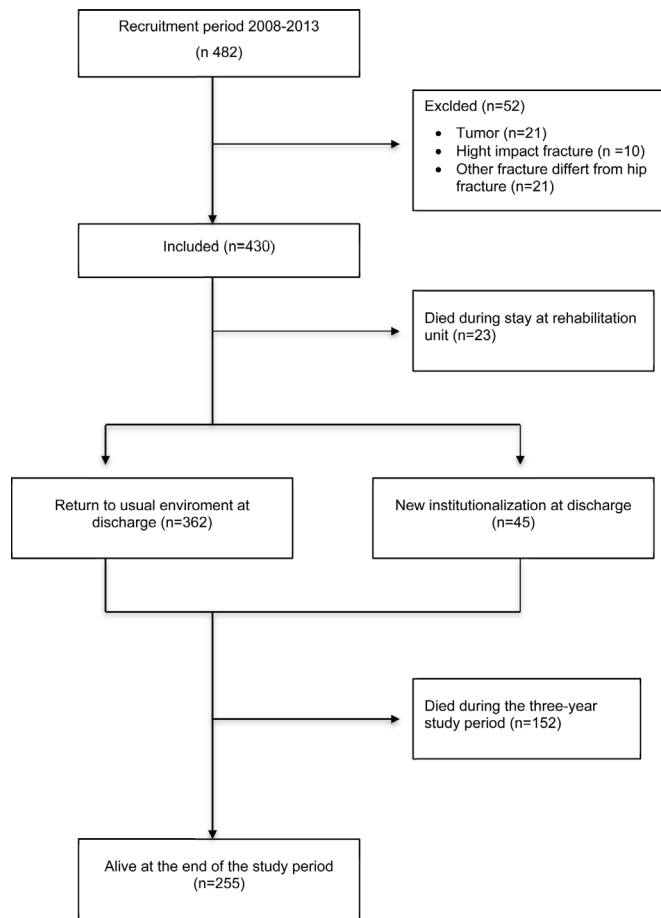 Recruitment period 2008-2013
(n 482)
Exclded (n=52)
• Tumor (n=21)
• Hight impact fracture (n =10)
• Other fracture differt from hip
fracture (n=21)
Included (n=430)
Died during stay at rehabilitation
unit (n=23)
Return to usual enviroment at
discharge (n=362)
New institutionalization at discharge
(n=45)
Died during the three-year
study period (n=152)
Alive at the end of the study period
(n=255)